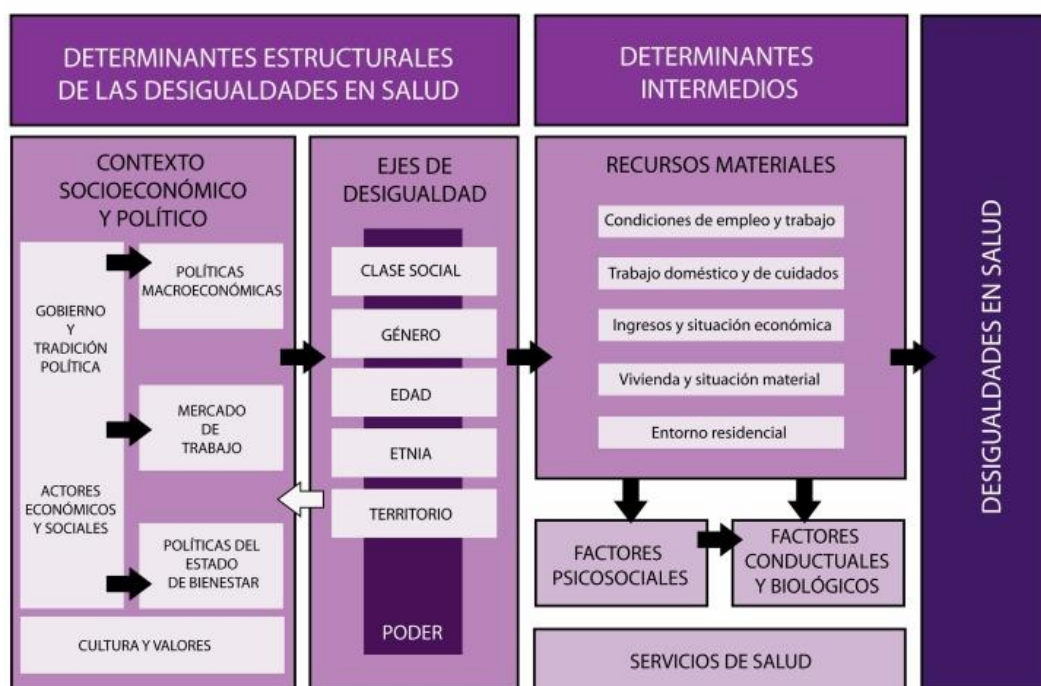 DETERMINANTES ESTRUCTURALES
DE LAS DESIGUALDADES EN SALUD
DETERMINANTES
INTERMEDIOS
CONTEXTO
SOCIOECONÓMICO
Y POLÍTICO
GOBIERNO
Y
TRADICIÓN
POLÍTICA
ACTORES
ECONÓMICOS
Y SOCIALES
POLÍTICAS
MACROECONÓMICAS
MERCADO
DE
TRABAJO
POLÍTICAS DEL
ESTADO
DE BIENESTAR
CULTURA Y VALORES
EJES DE
DESIGUALDAD
CLASE SOCIAL
GÉNERO
EDAD
ETNIA
TERRITORIO
PODER
RECURSOS MATERIALES
Condiciones de empleo y trabajo
Trabajo doméstico y de cuidados
Ingresos y situación económica
Vivienda y situación material
Entorno residencial
FACTORES
PSICOSOCIALES
FACTORES
CONDUCTUALES
Y BIOLÓGICOS
SERVICIOS DE SALUD
DESIGUALDADES EN SALUD